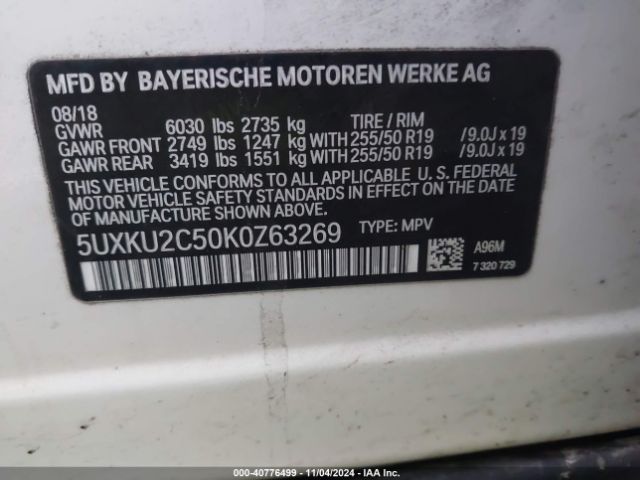 MFD BY BAYERISCHE MOTOREN WERKE AG
08/18
GVWR 6030 lbs 2735 kg TIRE / RIM
GAWR FRONT 2749 lbs 1247 kg WITH 255/50 R19 /9.0J x 19
GAWR REAR 3419 lbs 1551 kg WITH 255/50 R19 /9.0J x 19
THIS VEHICLE CONFORMS TO ALL APPLICABLE U. S. FEDERAL
MOTOR VEHICLE SAFETY STANDARDS IN EFFECT ON THE
DATE OF MANUFACTURE SHOWN ABOVE.
5UXKU2C50K0Z63269 TYPE: MPV
A96M
7 320 729
000-40776499 - 11/04/2024 - IAA Inc.